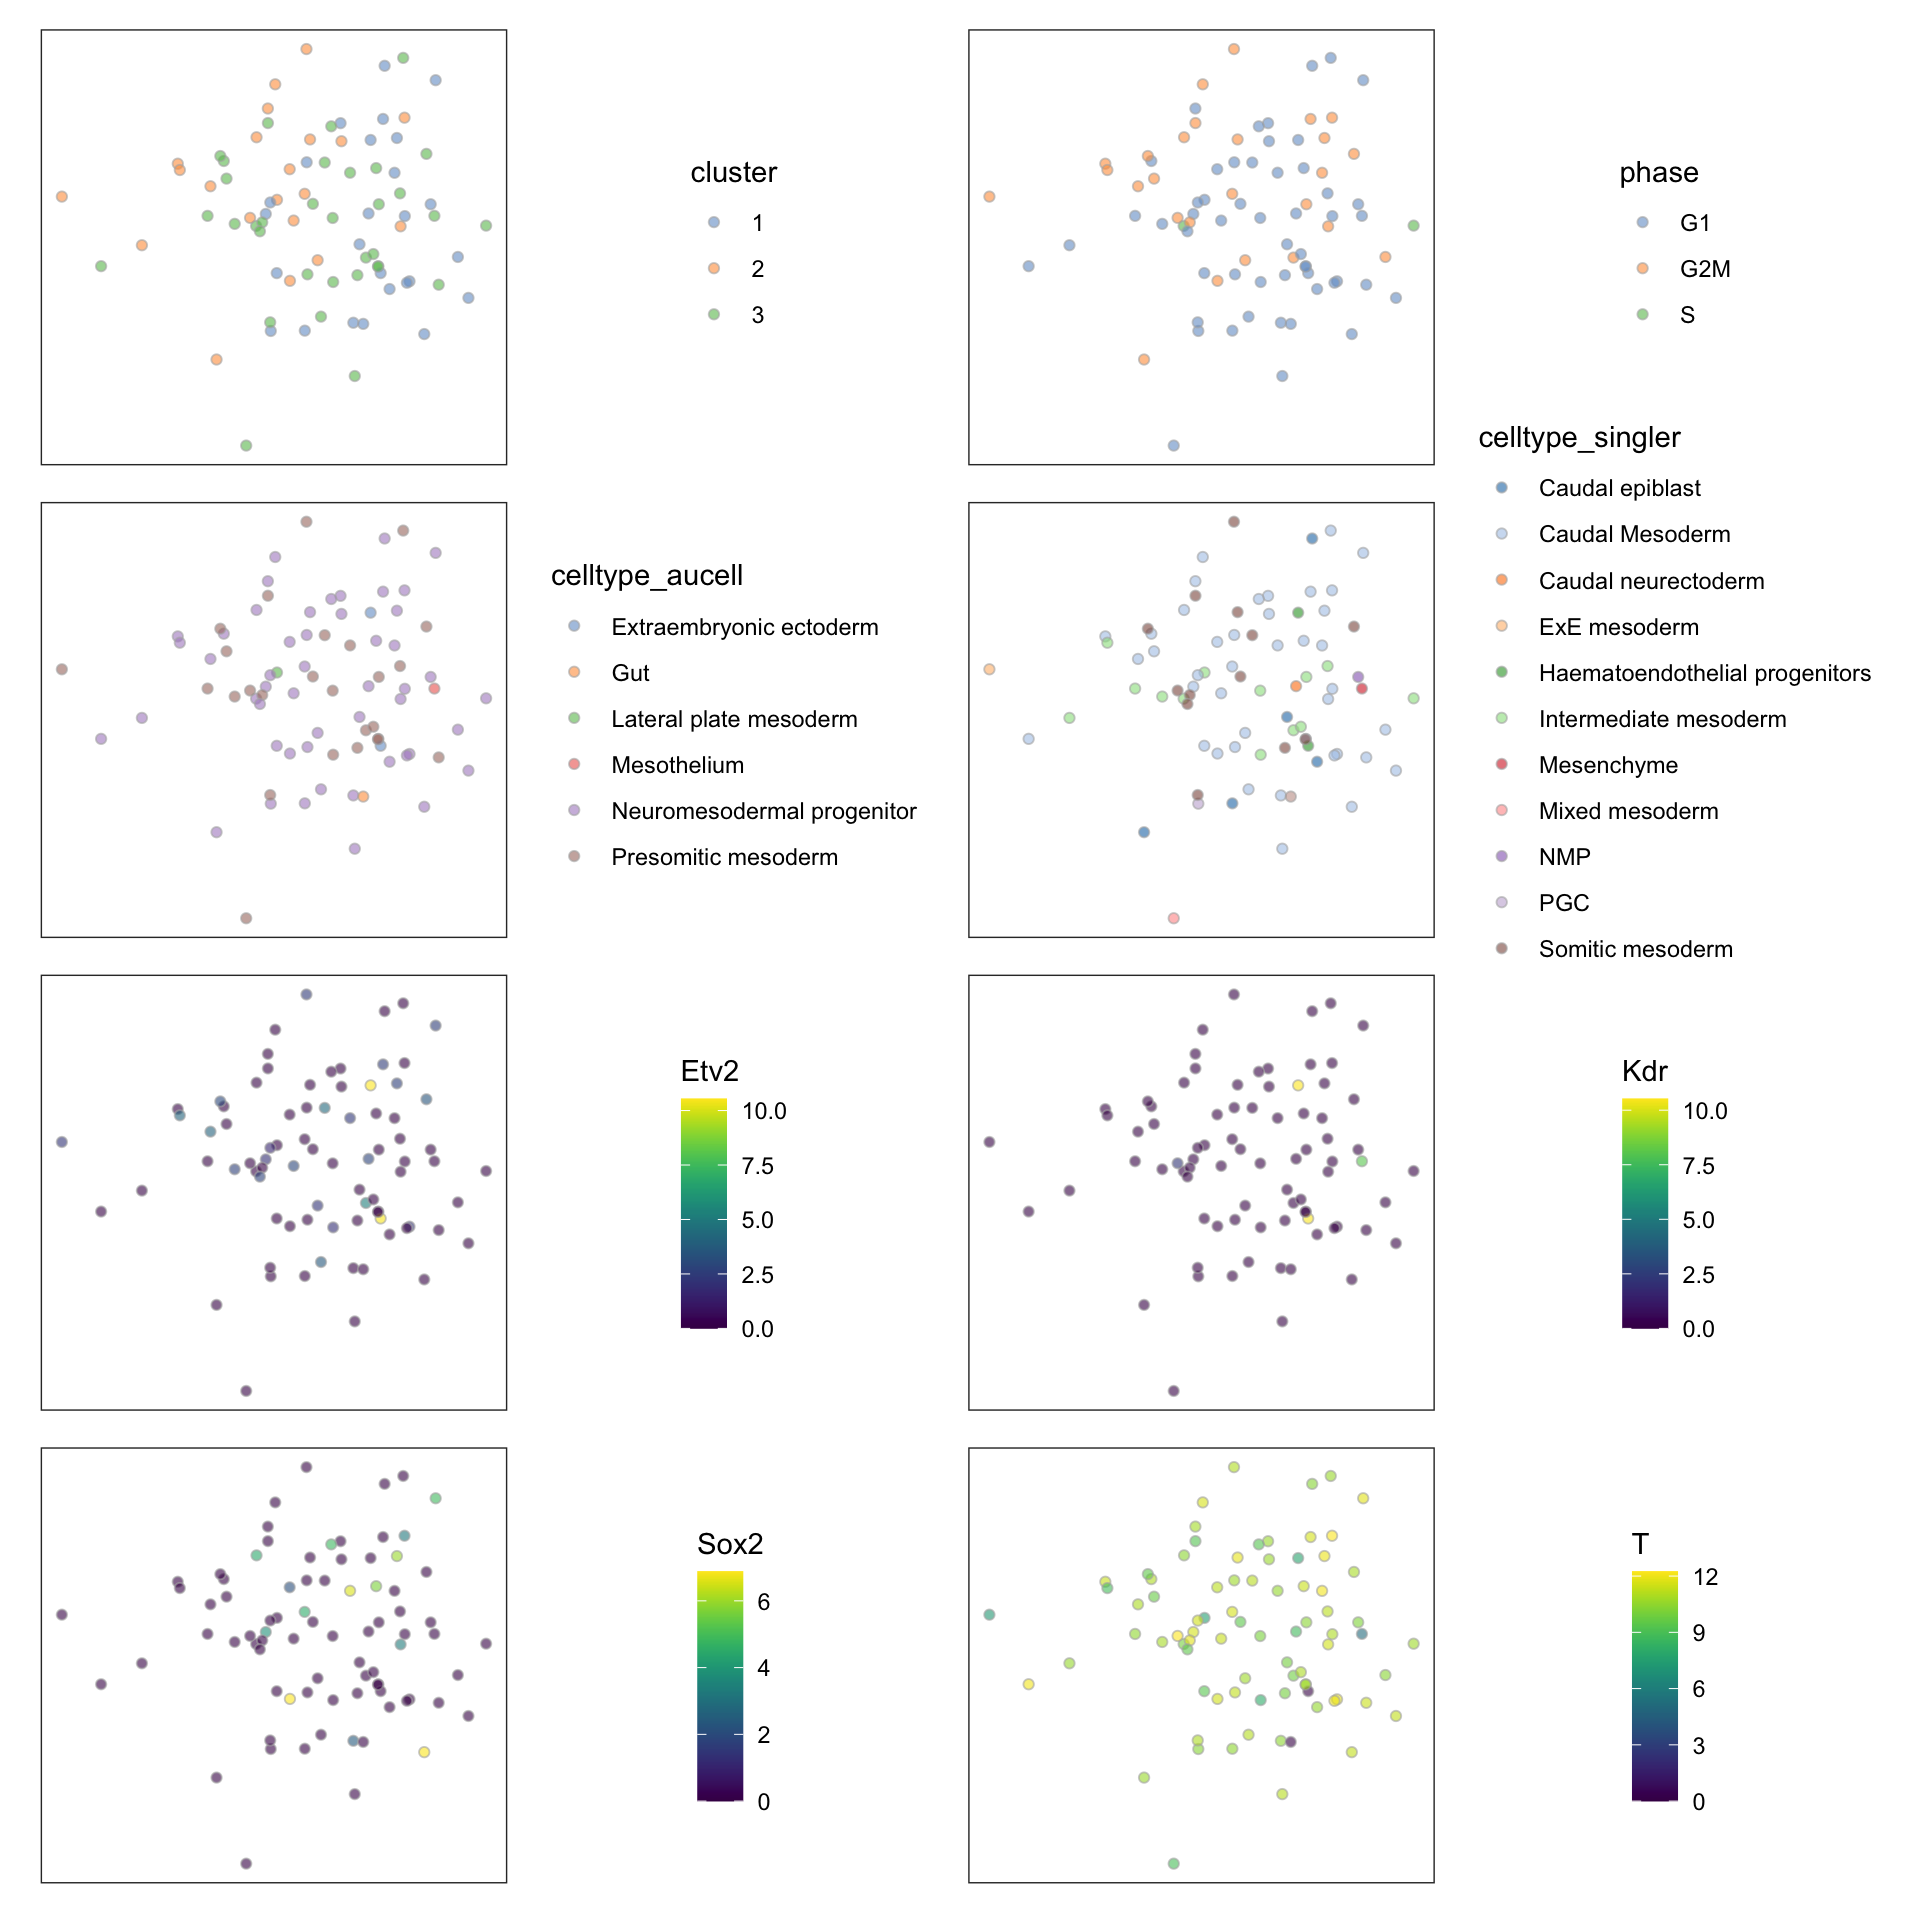 cluster
1
2
3
phase
G1
G2M
S
celltype_aucell
Extraembryonic ectoderm
Gut
Lateral plate mesoderm
Mesothelium
Neuromesodermal progenitor
Presomitic mesoderm
celltype_singler
Caudal epiblast
Caudal Mesoderm
Caudal neurectoderm
ExE mesoderm
Haematoendothelial progenitors
Intermediate mesoderm
Mesenchyme
Mixed mesoderm
NMP
PGC
Somitic mesoderm
Etv2
10.0
7.5
5.0
2.5
0.0
Kdr
10.0
7.5
5.0
2.5
0.0
Sox2
6
4
2
0
T
12
9
6
3
0